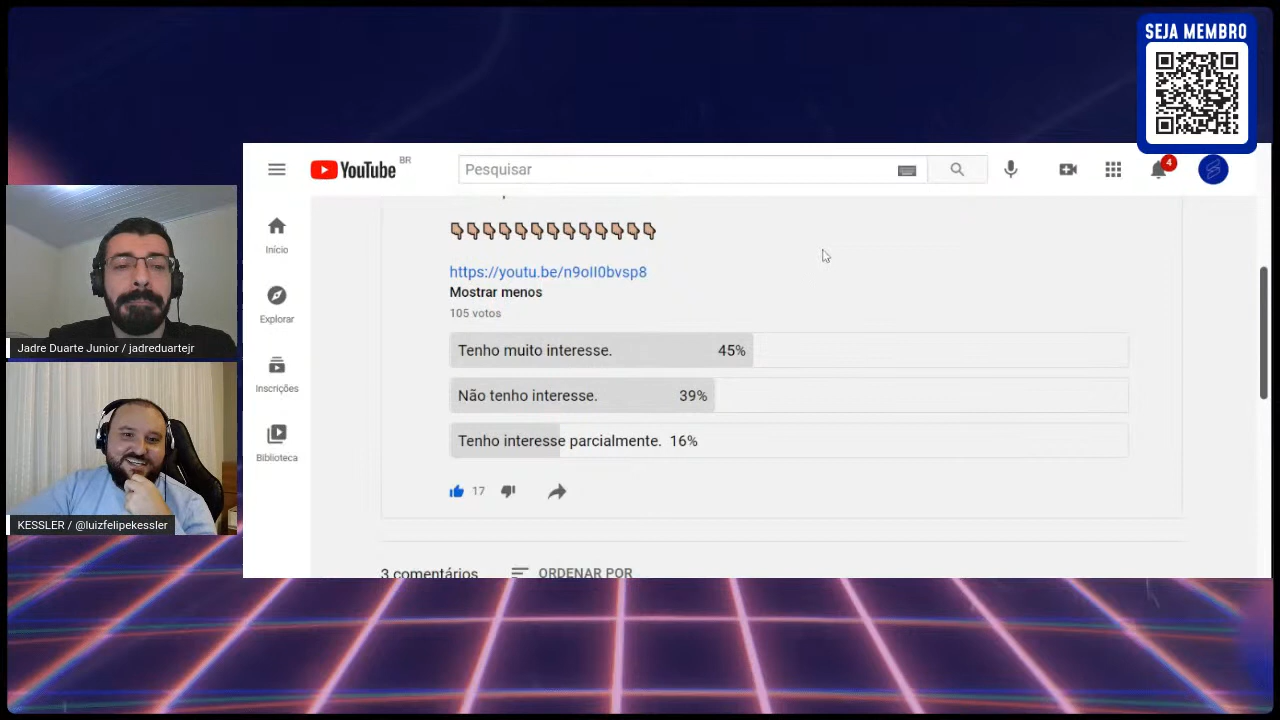 SEJA MEMBRO
YouTube BR
Pesquisar
4
Início
Explorar
Inscrições
Biblioteca
https://youtu.be/n9oIl0bvsp8
Mostrar menos
105 votos
Tenho muito interesse. 45%
Não tenho interesse. 39%
Tenho interesse parcialmente. 16%
17
3 comentários
ORDENAR POR
Jadre Duarte Junior / jadreduartejr
KESSLER / @luizfelipekessler